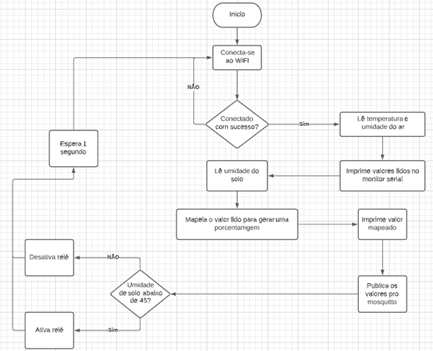 Inicio
Conecta-se
ao WiFi
NÃO
Conectado
com sucesso?
Sim
Lê temperatura e
umidade do ar
Espera 1
segundo
Lê umidade do
solo
Imprime valores lidos no
monitor serial
Mapeia o valor lido para gerar uma
porcentamgem
Imprime valor
mapeado
Desativa relé
NÃO
Umidade
de solo abaixo
de 45?
Publica os
valores pro
mosquitto
Ativa relé
Sim